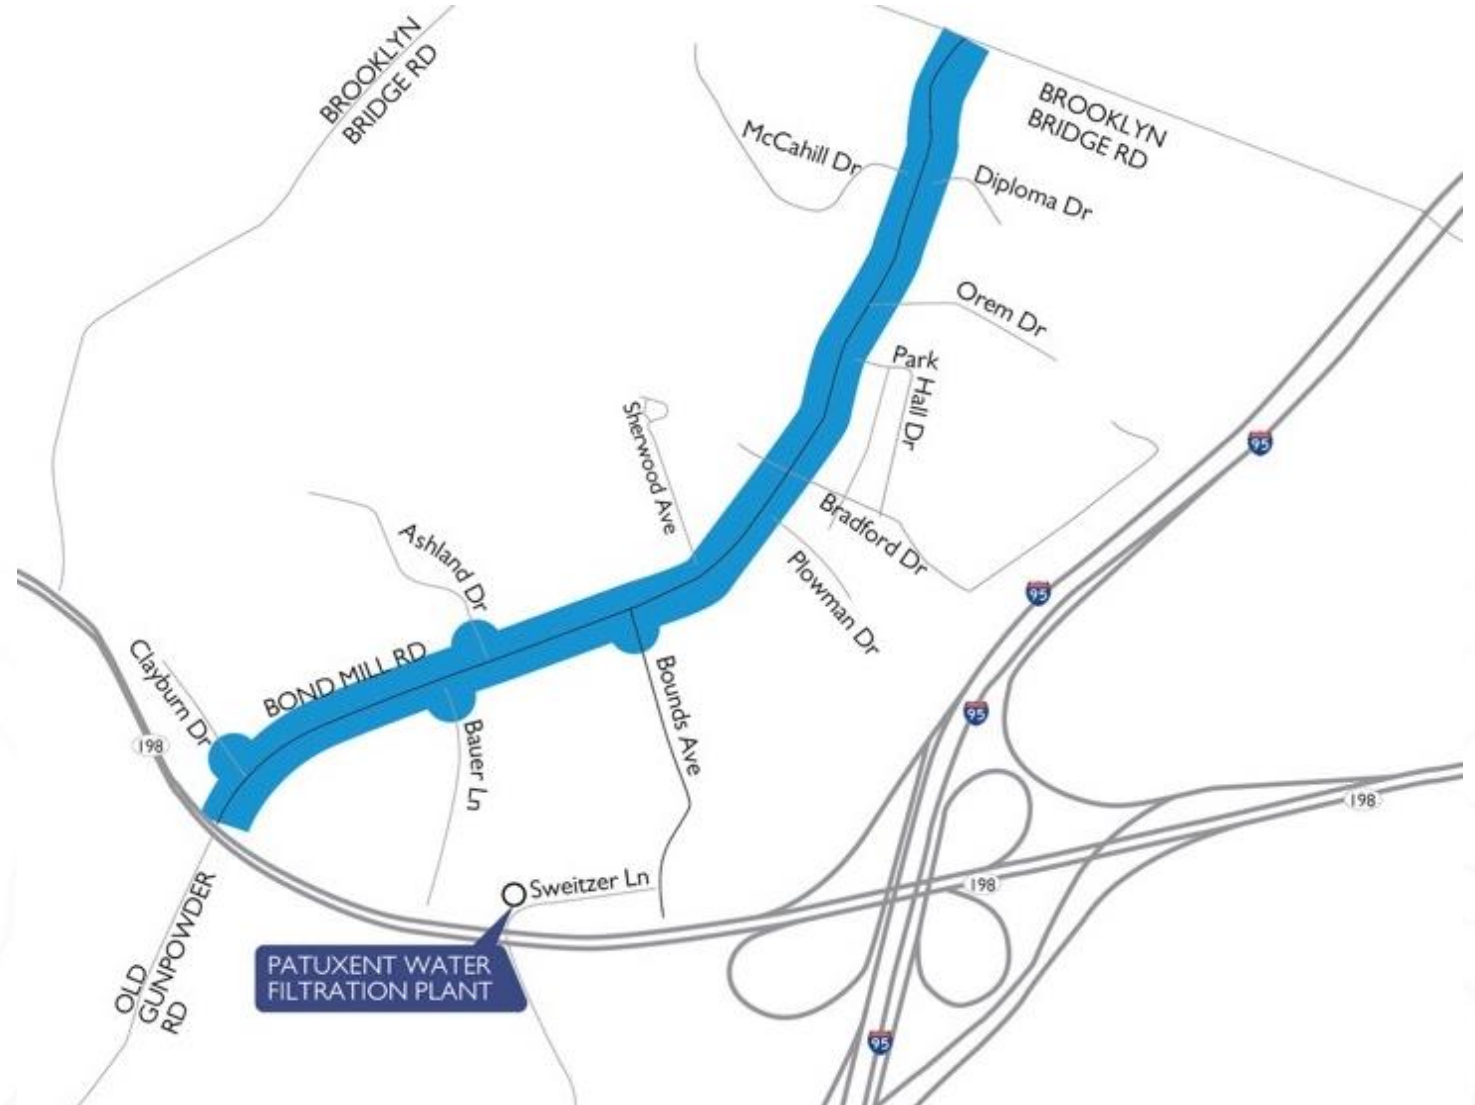 BROOKLYN
BRIDGE RD
BROOKLYN
BRIDGE RD
McCahill Dr
Diploma Dr
Orem Dr
Park
Hall Dr
Sherwood Ave
95
Bradford Dr
Ashland Dr
Plowman Dr
95
BOND MILL RD
Clayburn Dr
Bounds Ave
95
198
Bauer Ln
198
Sweitzer Ln
198
OLD
GUNPOWDER
RD
PATUXENT WATER
FILTRATION PLANT
95